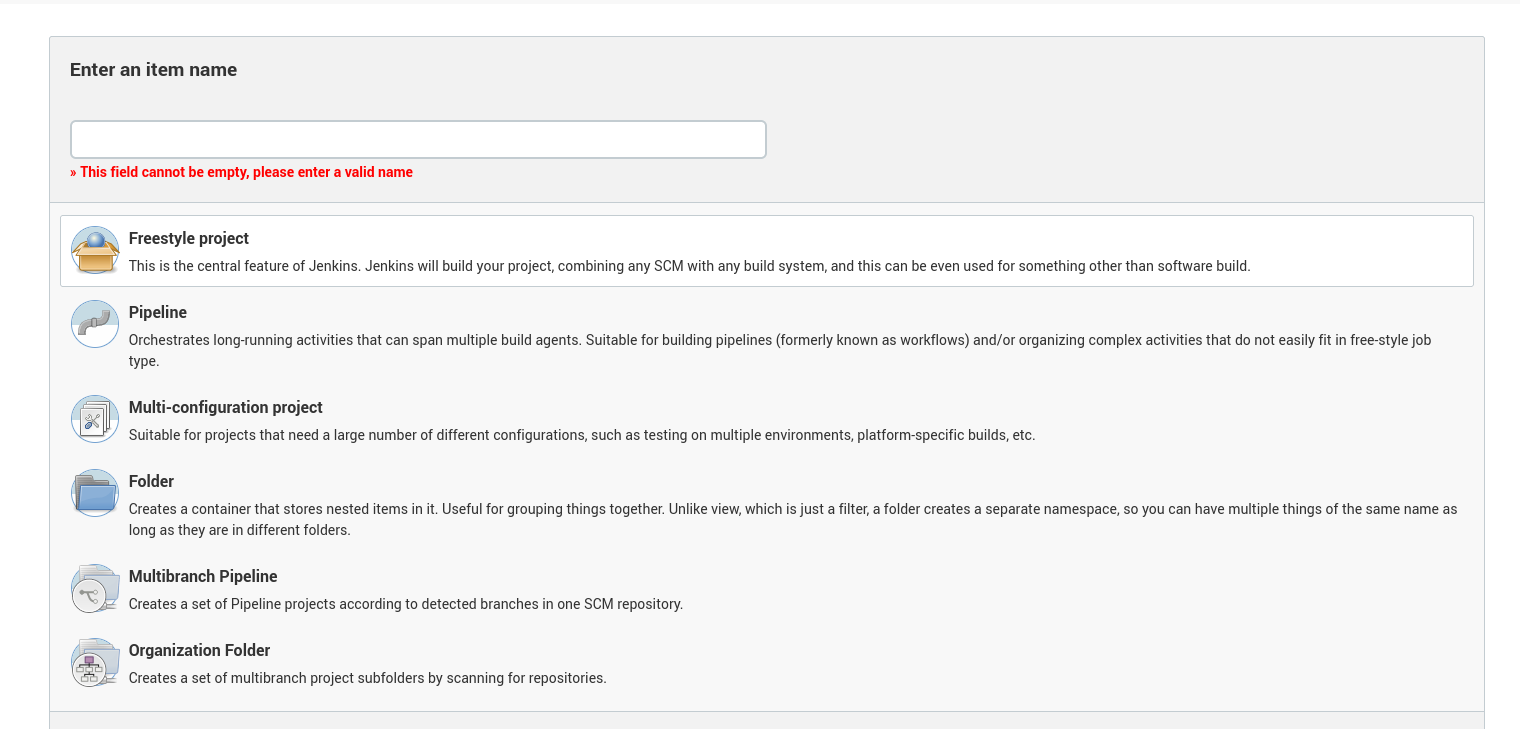 Enter an item name
» This field cannot be empty, please enter a valid name
Freestyle project
This is the central feature of Jenkins. Jenkins will build your project, combining any SCM with any build system, and this can be even used for something other than software build.
Pipeline
Orchestrates long-running activities that can span multiple build agents. Suitable for building pipelines (formerly known as workflows) and/or organizing complex activities that do not easily fit in free-style job
type.
Multi-configuration project
Suitable for projects that need a large number of different configurations, such as testing on multiple environments, platform-specific builds, etc.
Folder
Creates a container that stores nested items in it. Useful for grouping things together. Unlike view, which is just a filter, a folder creates a separate namespace, so you can have multiple things of the same name as
long as they are in different folders.
Multibranch Pipeline
Creates a set of Pipeline projects according to detected branches in one SCM repository.
Organization Folder
Creates a set of multibranch project subfolders by scanning for repositories.